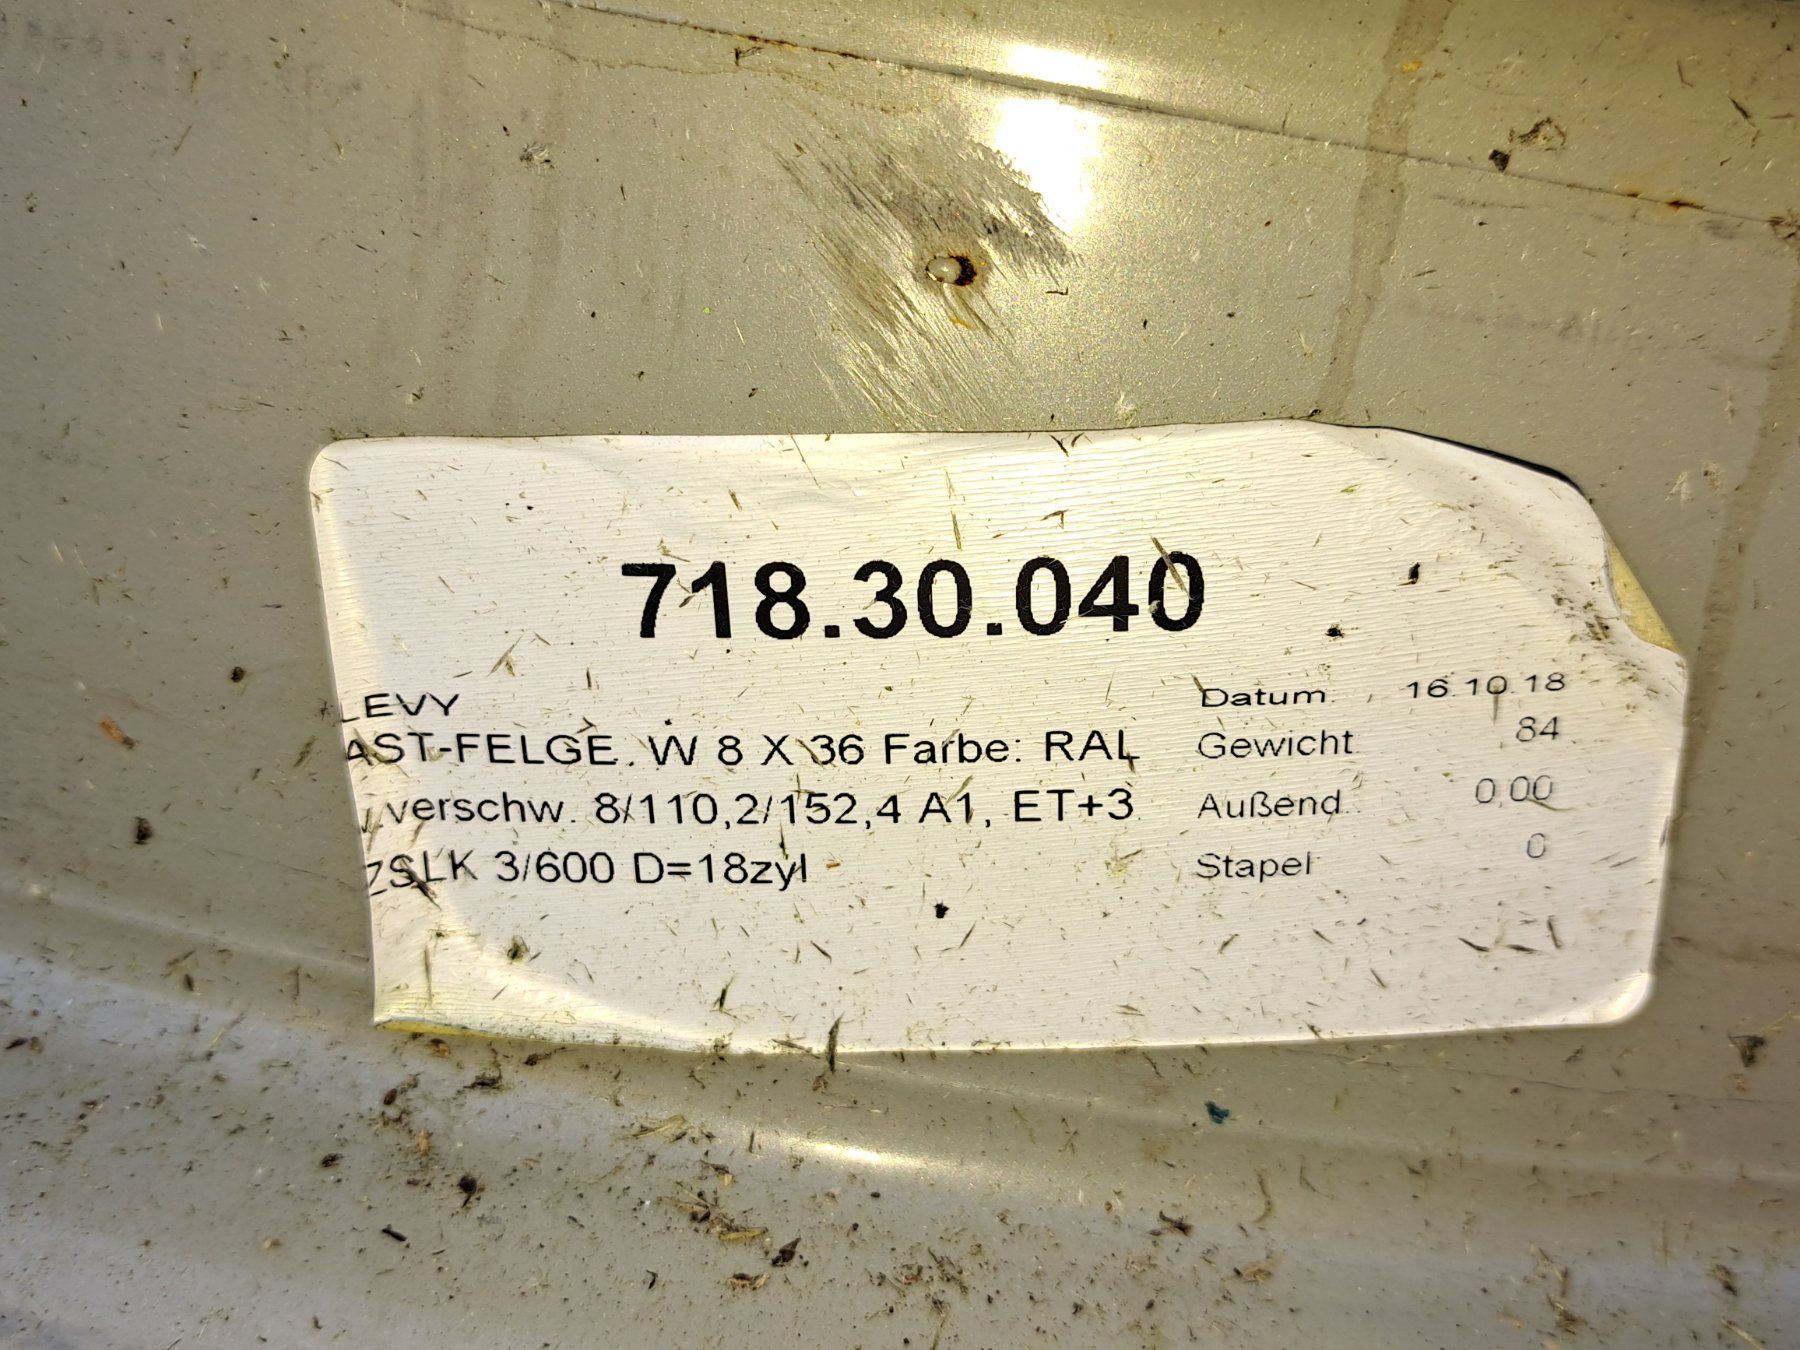 718.30.040
LEVY
Datum. 16.10.18
AST-FELGE. W 8 X 36 Farbe: RAL
Gewicht. 84
verschw. 8/110,2/152,4 A1, ET+3
Außend. 0,00
ZSLK 3/600 D=18zyl
Stapel 0